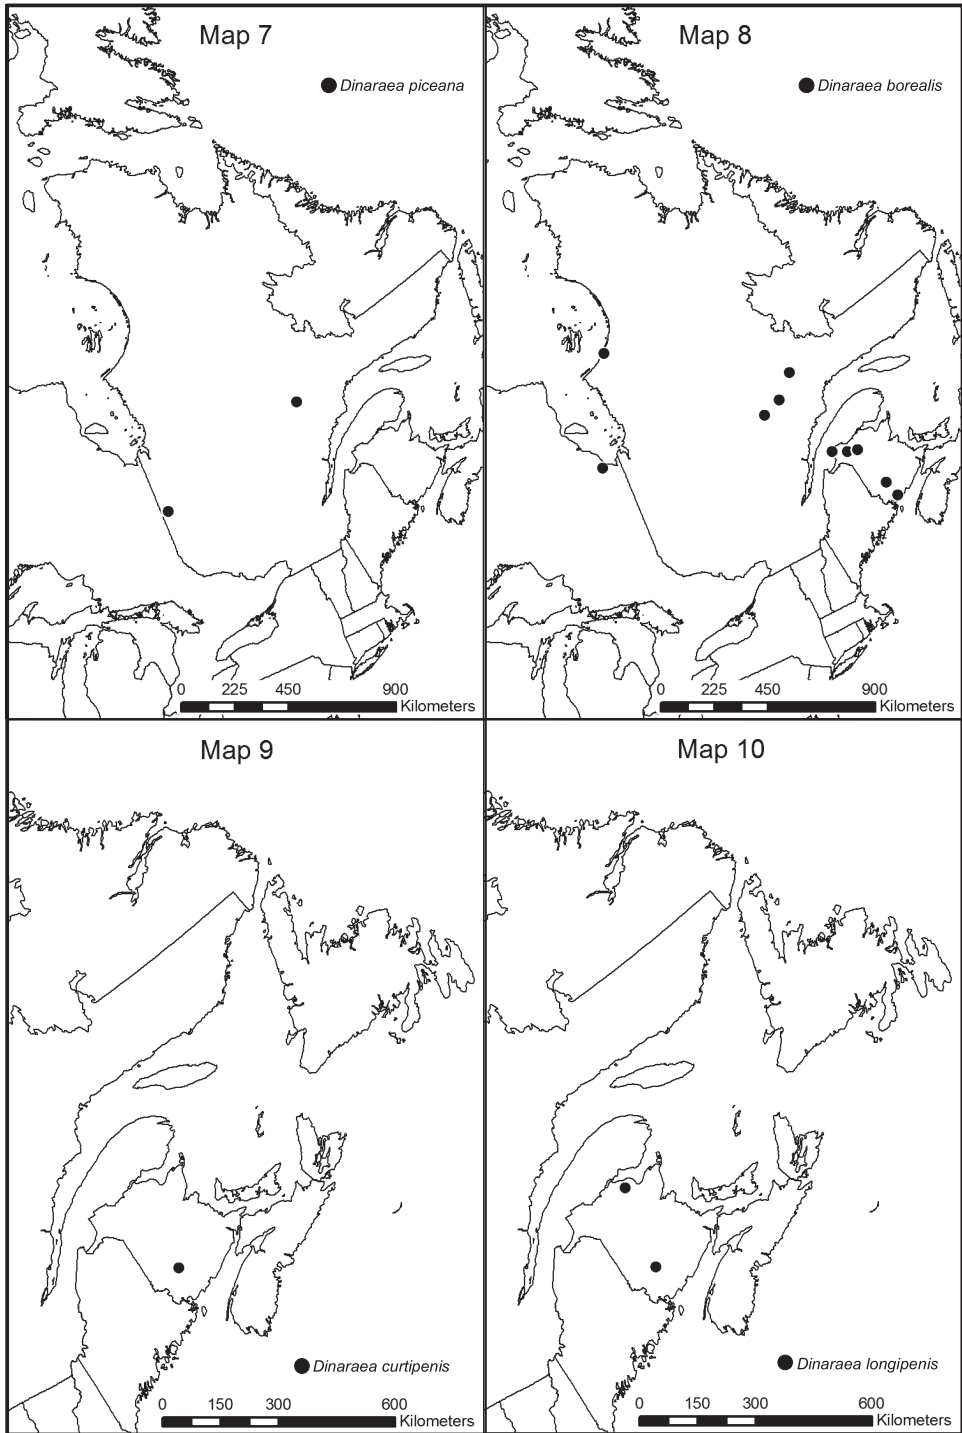 Map 7
Dinaraea piceana
0 225 450 900
Kilometers
Map 8
Dinaraea borealis
0 225 450 900
Kilometers
Map 9
Dinaraea curtipenis
0 150 300 600
Kilometers
Map 10
Dinaraea longipenis
0 150 300 600
Kilometers